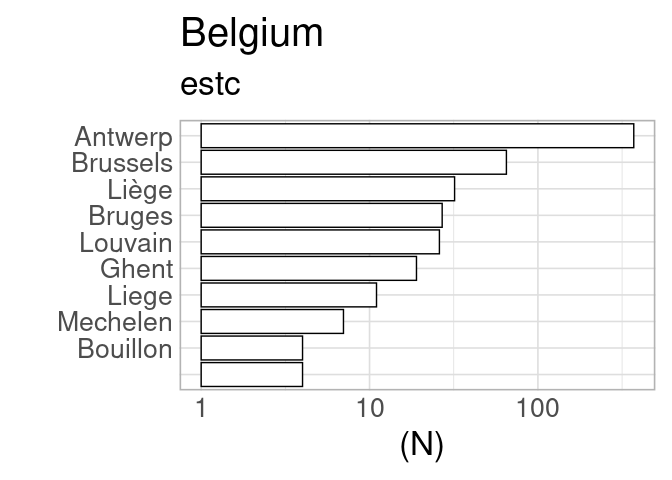 Belgium
estc
Antwerp
Brussels
Liège
Bruges
Louvain
Ghent
Liege
Mechelen
Bouillon
1 10 100
(N)